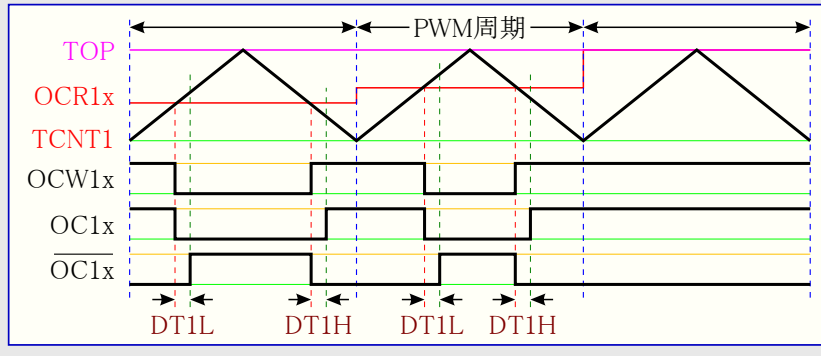 PWM周期
TOP
OCR1x
TCNT1
OCW1x
OC1x
OC1x
DT1L DT1H DT1L DT1H